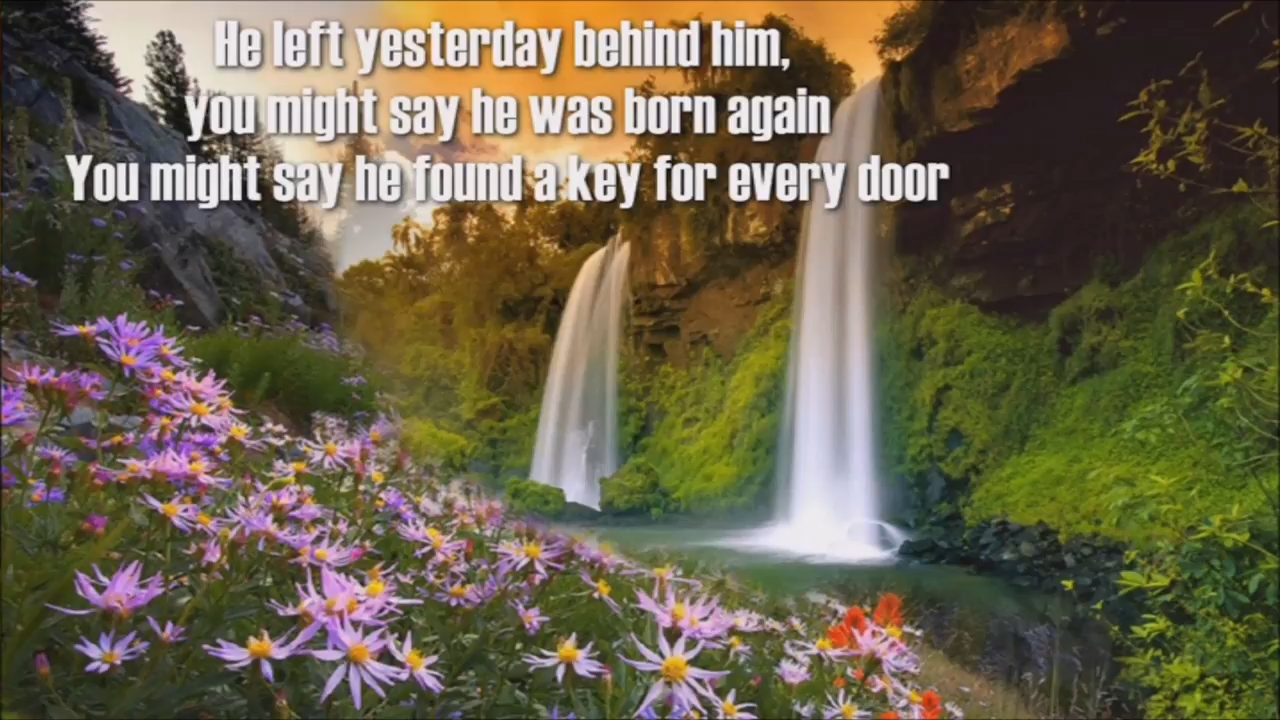 He left yesterday behind him,
you might say he was born again
You might say he found a key for every door